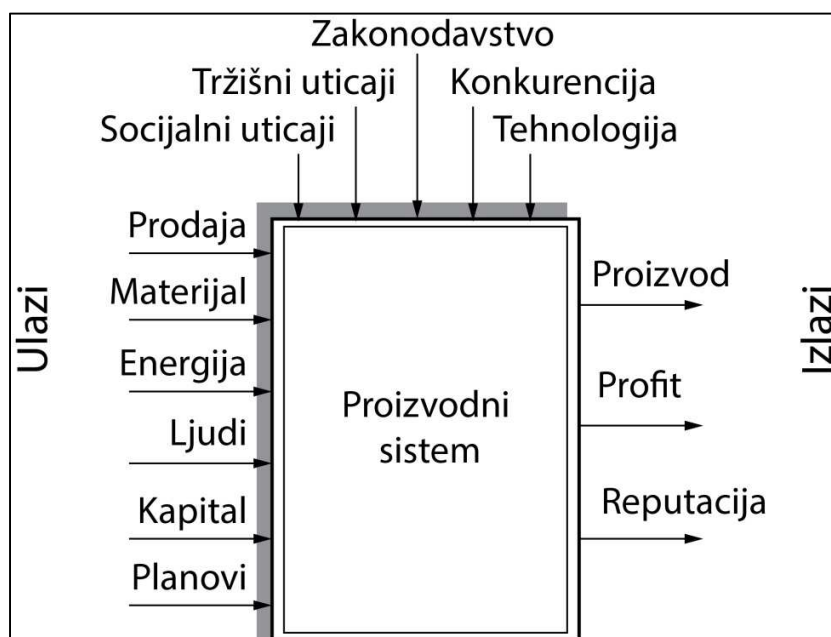 Zakonodavstvo
Tržišni uticaji
Konkurencija
Socijalni uticaji
Tehnologija
Ulazi
Prodaja
Materijal
Energija
Ljudi
Kapital
Planovi
Proizvodni
sistem
Proizvod
Profit
Reputacija
Izlazi